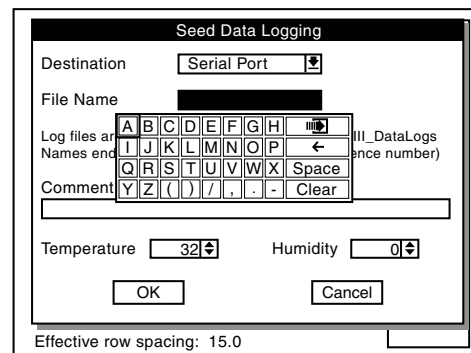 Seed Data Logging
Destination Serial Port
File Name
Log files ar III_DataLogs
Names end ence number)
A B C D E F G H
I J K L M N O P ←
Q R S T U V W X Space
Y Z ( ) / , . - Clear
Comment
Temperature 32 Humidity 0
OK Cancel
Effective row spacing: 15.0